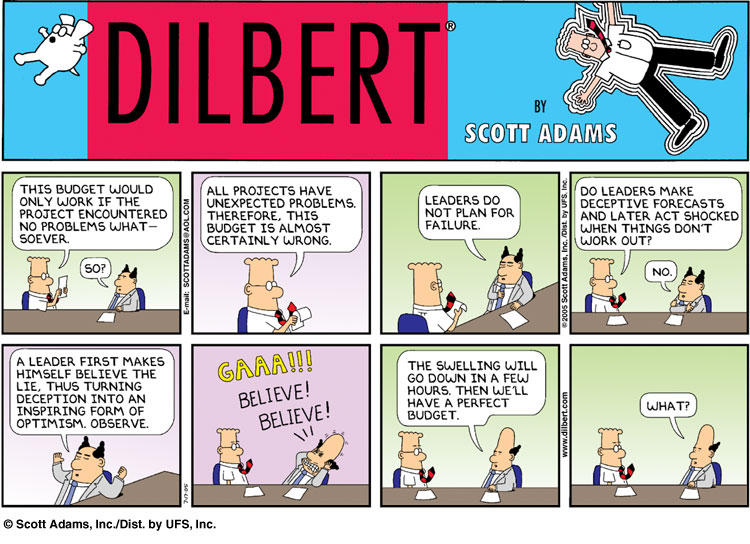 DILBERT®
BY
SCOTT ADAMS
THIS BUDGET WOULD
ONLY WORK IF THE
PROJECT ENCOUNTERED
NO PROBLEMS WHAT-
SOEVER.
SO?
E-mail: SCOTTADAMS@AOL.COM
ALL PROJECTS HAVE
UNEXPECTED PROBLEMS.
THEREFORE, THIS
BUDGET IS ALMOST
CERTAINLY WRONG.
LEADERS DO
NOT PLAN FOR
FAILURE.
© 2005 Scott Adams, Inc./Dist. by UFS, Inc.
DO LEADERS MAKE
DECEPTIVE FORECASTS
AND LATER ACT SHOCKED
WHEN THINGS DON'T
WORK OUT?
NO.
A LEADER FIRST MAKES
HIMSELF BELIEVE THE
LIE, THUS TURNING
DECEPTION INTO AN
INSPIRING FORM OF
OPTIMISM. OBSERVE.
7-17-05
GAAA!!!
BELIEVE!
BELIEVE!
THE SWELLING WILL
GO DOWN IN A FEW
HOURS. THEN WE'LL
HAVE A PERFECT
BUDGET.
www.dilbert.com
WHAT?
© Scott Adams, Inc./Dist. by UFS, Inc.